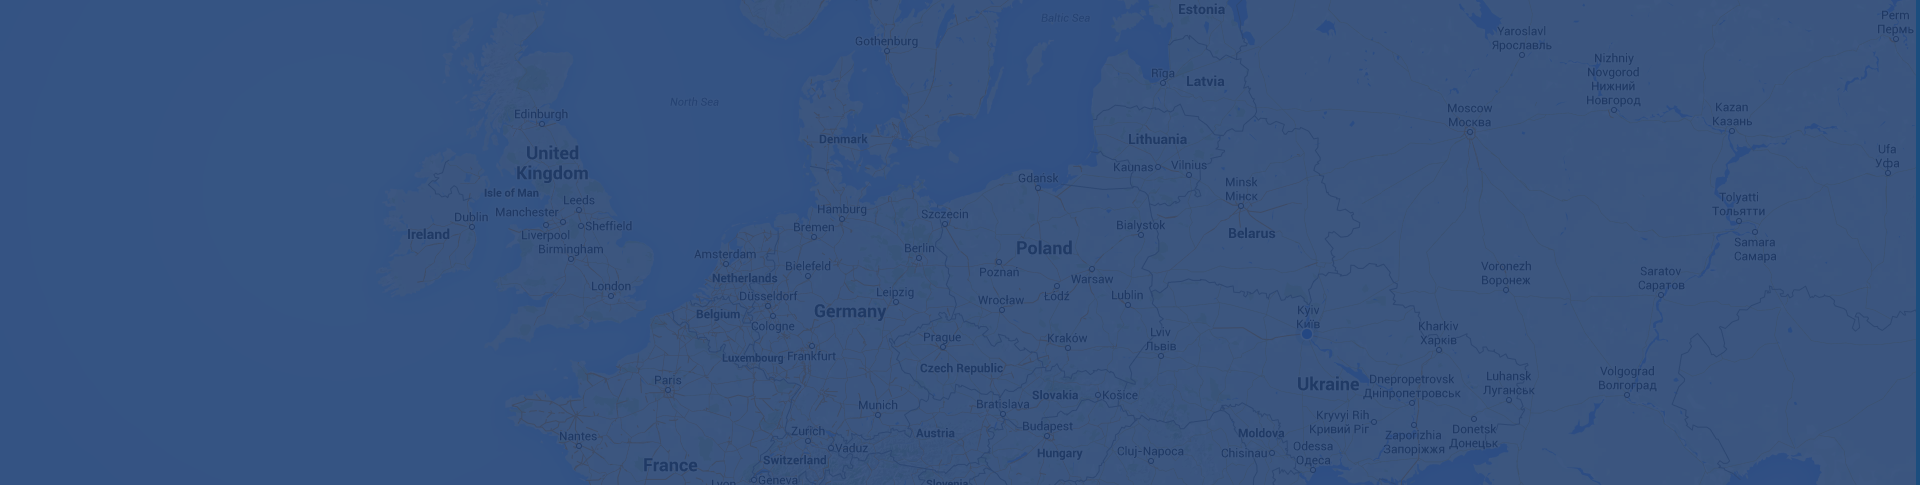 Estonia
Baltic Sea
Perm
Пермь
Gothenburg
Yaroslavl
Ярославль
Nizhniy
Novgorod
Нижний
Новгород
Riga
Latvia
North Sea
Moscow
Москва
Kazan
Казань
Edinburgh
Denmark
Lithuania
United
Kingdom
Ufa
Уфа
Kaunas
Vilnius
Gdansk
Minsk
Мінск
Isle of Man
Leeds
Tolyatti
Тольятти
Manchester
Dublin
Hamburg
Szczecin
Sheffield
Bremen
Bialystok
Ireland
Liverpool
Belarus
Birmingham
Berlin
Poland
Samara
Самара
Amsterdam
Bielefeld
Poznań
Voronezh
Воронеж
Saratov
Саратов
Netherlands
Warsaw
London
Düsseldorf
Leipzig
Wrocław
Łódź
Lublin
Belgium
Germany
Kyiv
Київ
Cologne
Kharkiv
Харків
Prague
Krakow
Lviv
Львів
Luxembourg
Frankfurt
Czech Republic
Volgograd
Волгоград
Paris
Ukraine
Dnepropetrovsk
Дніпропетровськ
Luhansk
Луганськ
Slovakia
Košice
Munich
Bratislava
Kryvyi Rih
Кривий Ріг
Budapest
Nantes
Zurich
Austria
Moldova
Zaporizhia
Запоріжжя
Donetsk
Донецьк
Vaduz
Hungary
Cluj-Napoca
Chisinau
Odessa
Одеса
France
Switzerland
Geneva
Lyon
Slovenia